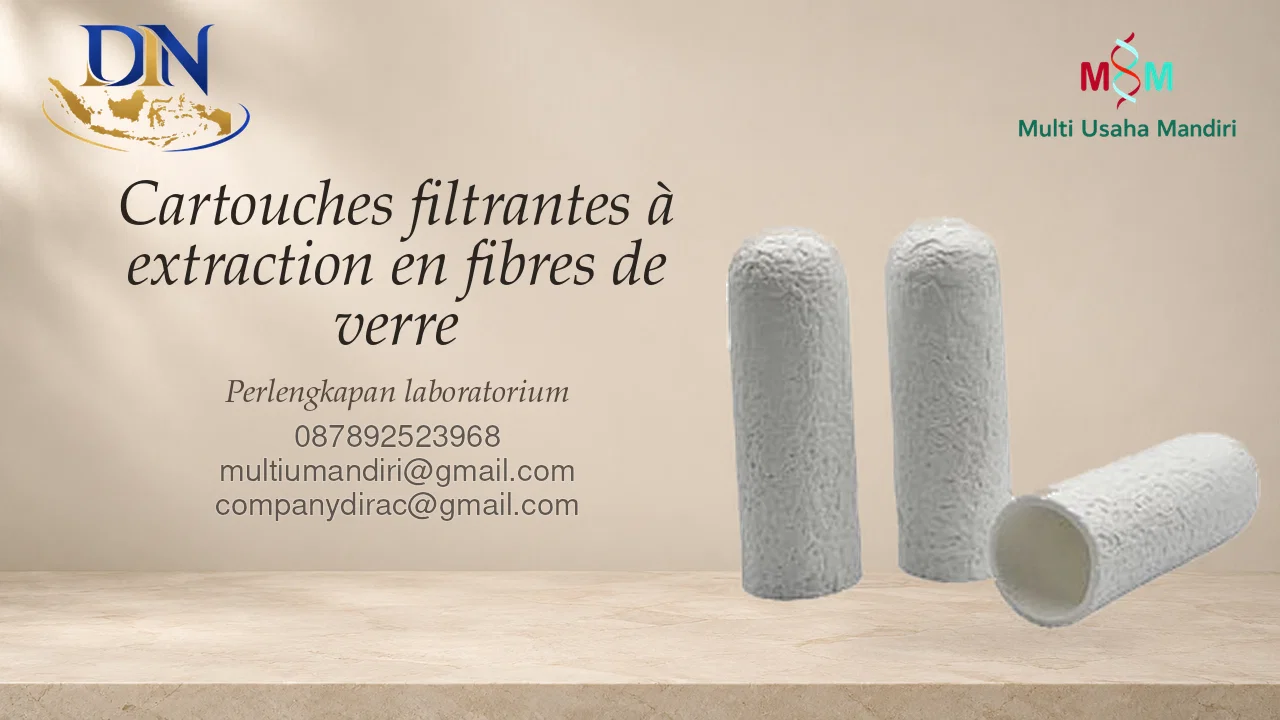 DIN
M M
Multi Usaha Mandiri
Cartouches filtrantes à
extraction en fibres de
verre
Perlengkapan laboratorium
087892523968
multiumandiri@gmail.com
companydirac@gmail.com